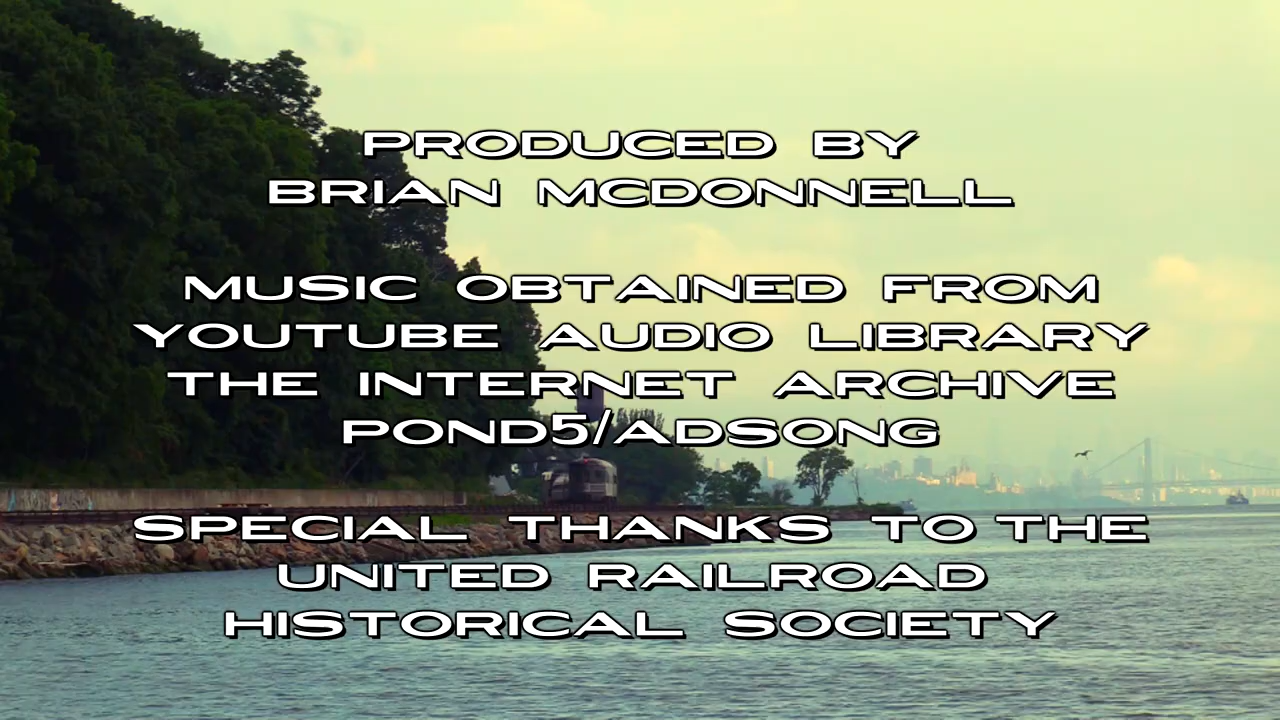 PRODUCED BY
BRIAN MCDONNELL
MUSIC OBTAINED FROM
YOUTUBE AUDIO LIBRARY
THE INTERNET ARCHIVE
POND5/ADSONG
SPECIAL THANKS TO THE
UNITED RAILROAD
HISTORICAL SOCIETY